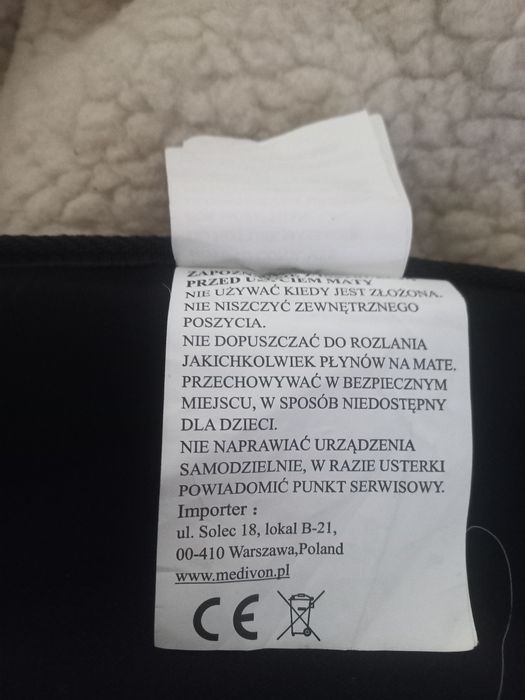 PRZED UŻYCIEM MATY
NIE UŻYWAĆ KIEDY JEST ZŁOŻONA.
NIE NISZCZYĆ ZEWNĘTRZNEGO
POSZYCIA.
NIE DOPUSZCZAĆ DO ROZLANIA
JAKICHKOLWIEK PŁYNÓW NA MATE.
PRZECHOWYWAĆ W BEZPIECZNYM
MIEJSCU, W SPOSÓB NIEDOSTĘPNY
DLA DZIECI.
NIE NAPRAWIAĆ URZĄDZENIA
SAMODZIELNIE, W RAZIE USTERKI
POWIADOMIĆ PUNKT SERWISOWY.
Importer :
ul. Solec 18, lokal B-21,
00-410 Warszawa,Poland
www.medivon.pl
CE